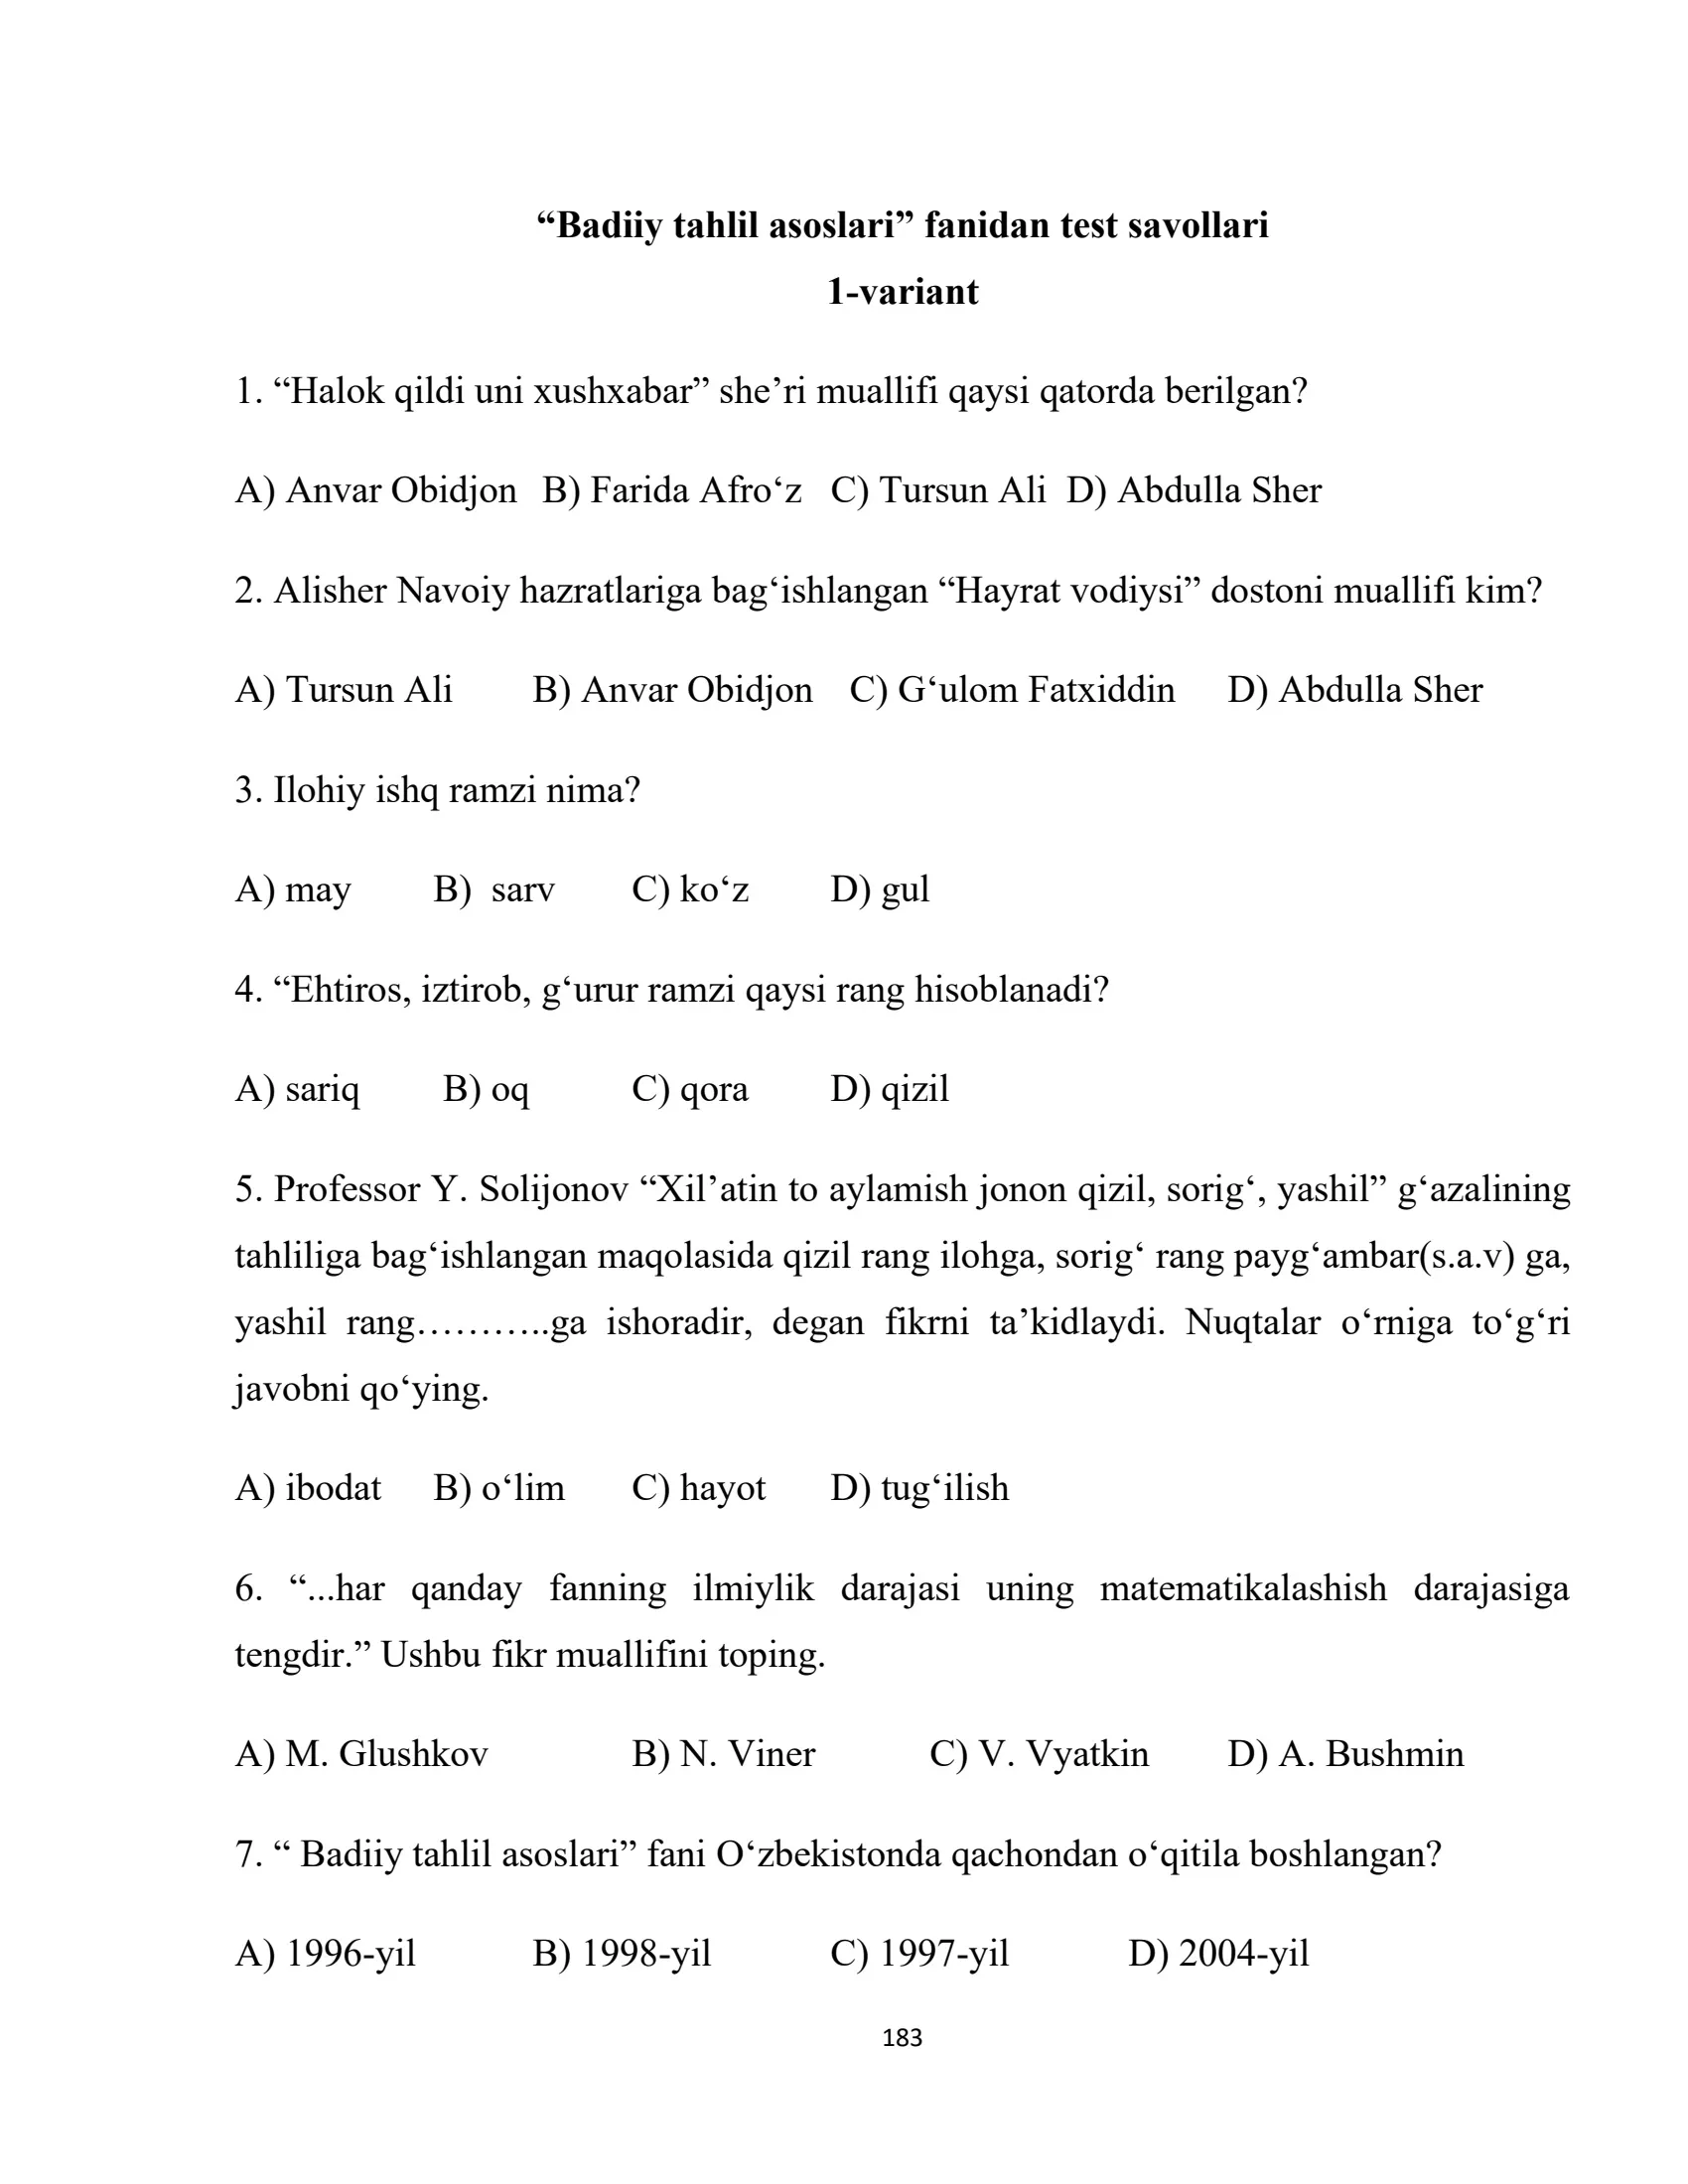 “Badiiy tahlil asoslari” fanidan test savollari
1-variant
1. “Halok qildi uni xushxabar” she’ri muallifi qaysi qatorda berilgan?
A) Anvar Obidjon B) Farida Afro‘z C) Tursun Ali D) Abdulla Sher
2. Alisher Navoiy hazratlariga bag‘ishlangan “Hayrat vodiysi” dostoni muallifi kim?
A) Tursun Ali B) Anvar Obidjon C) G‘ulom Fatxiddin D) Abdulla Sher
3. Ilohiy ishq ramzi nima?
A) may B) sarv C) ko‘z D) gul
4. “Ehtiros, iztirob, g‘urur ramzi qaysi rang hisoblanadi?
A) sariq B) oq C) qora D) qizil
5. Professor Y. Solijonov “Xil’atin to aylamish jonon qizil, sorig‘, yashil” g‘azalining
tahliliga bag‘ishlangan maqolasida qizil rang ilohga, sorig‘ rang payg‘ambar(s.a.v) ga,
yashil rang………..ga ishoradir, degan fikrni ta’kidlaydi. Nuqtalar o‘rniga to‘g‘ri
javobni qo‘ying.
A) ibodat B) o‘lim C) hayot D) tug‘ilish
6. “...har qanday fanning ilmiylik darajasi uning matematikalashish darajasiga
tengdir.” Ushbu fikr muallifini toping.
A) M. Glushkov B) N. Viner C) V. Vyatkin D) A. Bushmin
7. “ Badiiy tahlil asoslari” fani O‘zbekistonda qachondan o‘qitila boshlangan?
A) 1996-yil B) 1998-yil C) 1997-yil D) 2004-yil
183